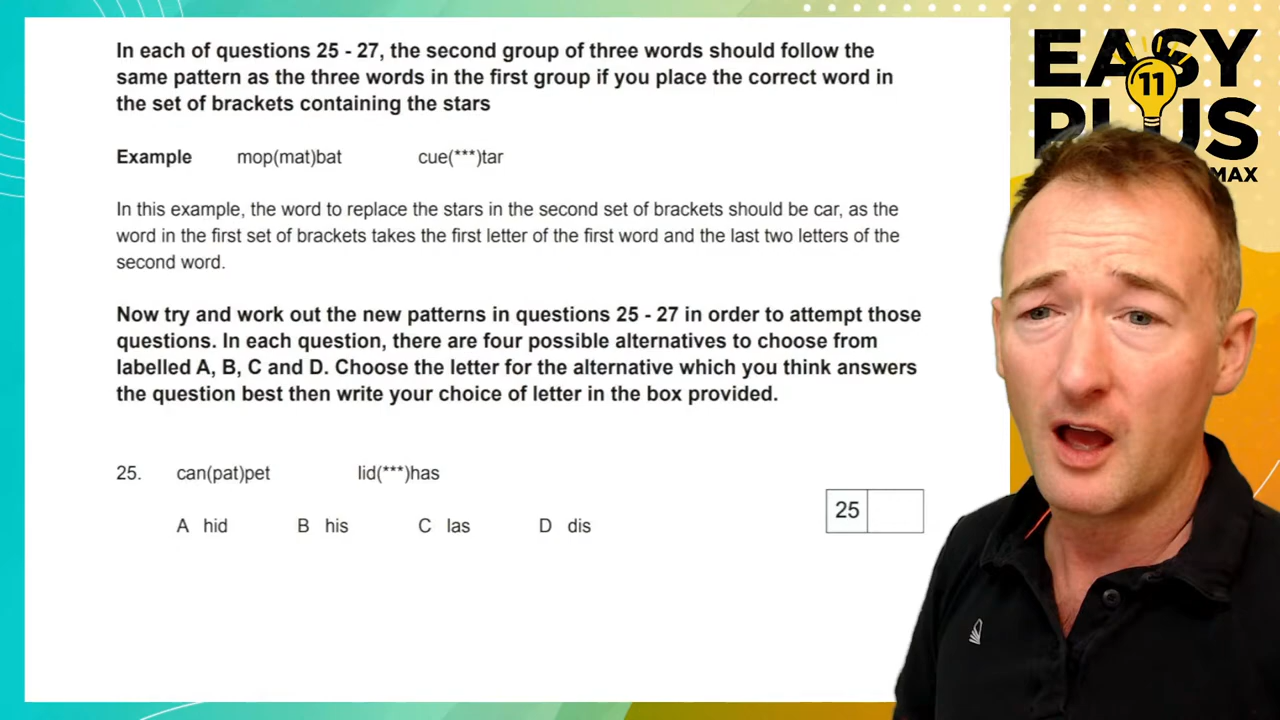 In each of questions 25 - 27, the second group of three words should follow the
same pattern as the three words in the first group if you place the correct word in
the set of brackets containing the stars
Example mop(mat)bat cue(***)tar
In this example, the word to replace the stars in the second set of brackets should be car, as the
word in the first set of brackets takes the first letter of the first word and the last two letters of the
second word.
Now try and work out the new patterns in questions 25 - 27 in order to attempt those
questions. In each question, there are four possible alternatives to choose from
labelled A, B, C and D. Choose the letter for the alternative which you think answers
the question best then write your choice of letter in the box provided.
25. can(pat)pet lid(***)has
A hid B his C las D dis
25
EASY
11
PLUS
MAX